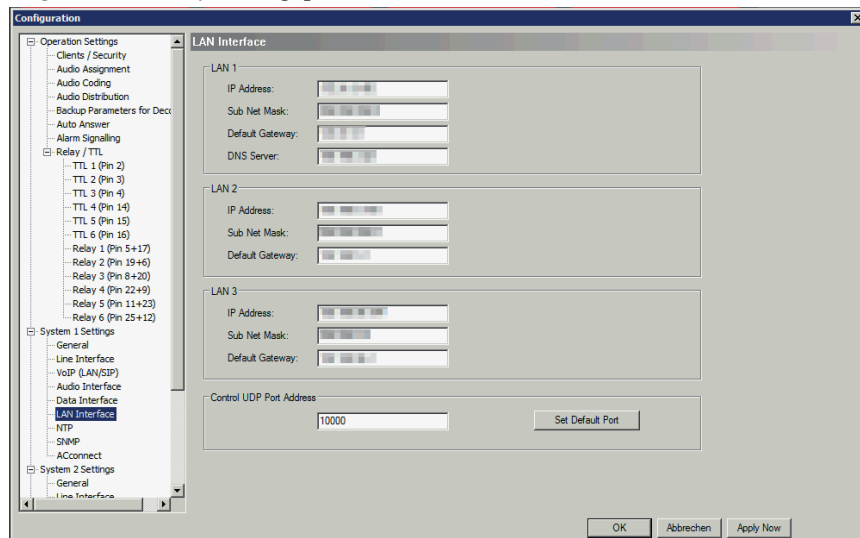 Configuration
Operation Settings
Clients / Security
Audio Assignment
Audio Coding
Audio Distribution
Backup Parameters for Deco
Auto Answer
Alarm Signalling
Relay / TTL
TTL 1 (Pin 2)
TTL 2 (Pin 3)
TTL 3 (Pin 4)
TTL 4 (Pin 14)
TTL 5 (Pin 15)
TTL 6 (Pin 16)
Relay 1 (Pin 5+17)
Relay 2 (Pin 19+6)
Relay 3 (Pin 8+20)
Relay 4 (Pin 22+9)
Relay 5 (Pin 11+23)
Relay 6 (Pin 25+12)
System 1 Settings
General
Line Interface
VoIP (LAN/SIP)
Audio Interface
Data Interface
LAN Interface
NTP
SNMP
ACconnect
System 2 Settings
General
Line Interface
LAN Interface
LAN 1
IP Address:
Sub Net Mask:
Default Gateway:
DNS Server:
LAN 2
IP Address:
Sub Net Mask:
Default Gateway:
LAN 3
IP Address:
Sub Net Mask:
Default Gateway:
Control UDP Port Address
10000
Set Default Port
OK
Abbrechen
Apply Now